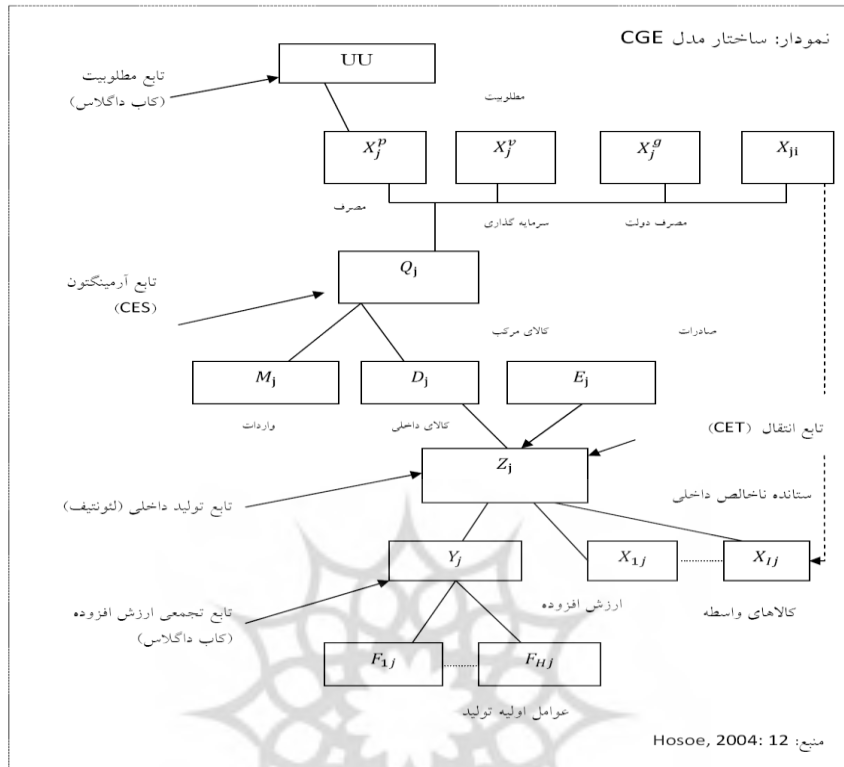 نمودار: ساختار مدل CGE
UU
تابع مطلوبیت
(کاب داگلاس)
مطلوبیت
X_j^p
X_j^v
X_j^g
X_ji
مصرف
سرمایه گذاری
مصرف دولت
Q_j
تابع آرمینگتون
(CES)
کالای مرکب
صادرات
M_j
D_j
E_j
واردات
کالای داخلی
تابع انتقال (CET)
Z_j
ستانده ناخالص داخلی
تابع تولید داخلی (لئونتیف)
Y_j
X_1j
X_Ij
تابع تجمعی ارزش افزوده
(کاب داگلاس)
ارزش افزوده
کالاهای واسطه
F_1j
F_Hj
عوامل اولیه تولید
منبع: Hosoe, 2004: 12